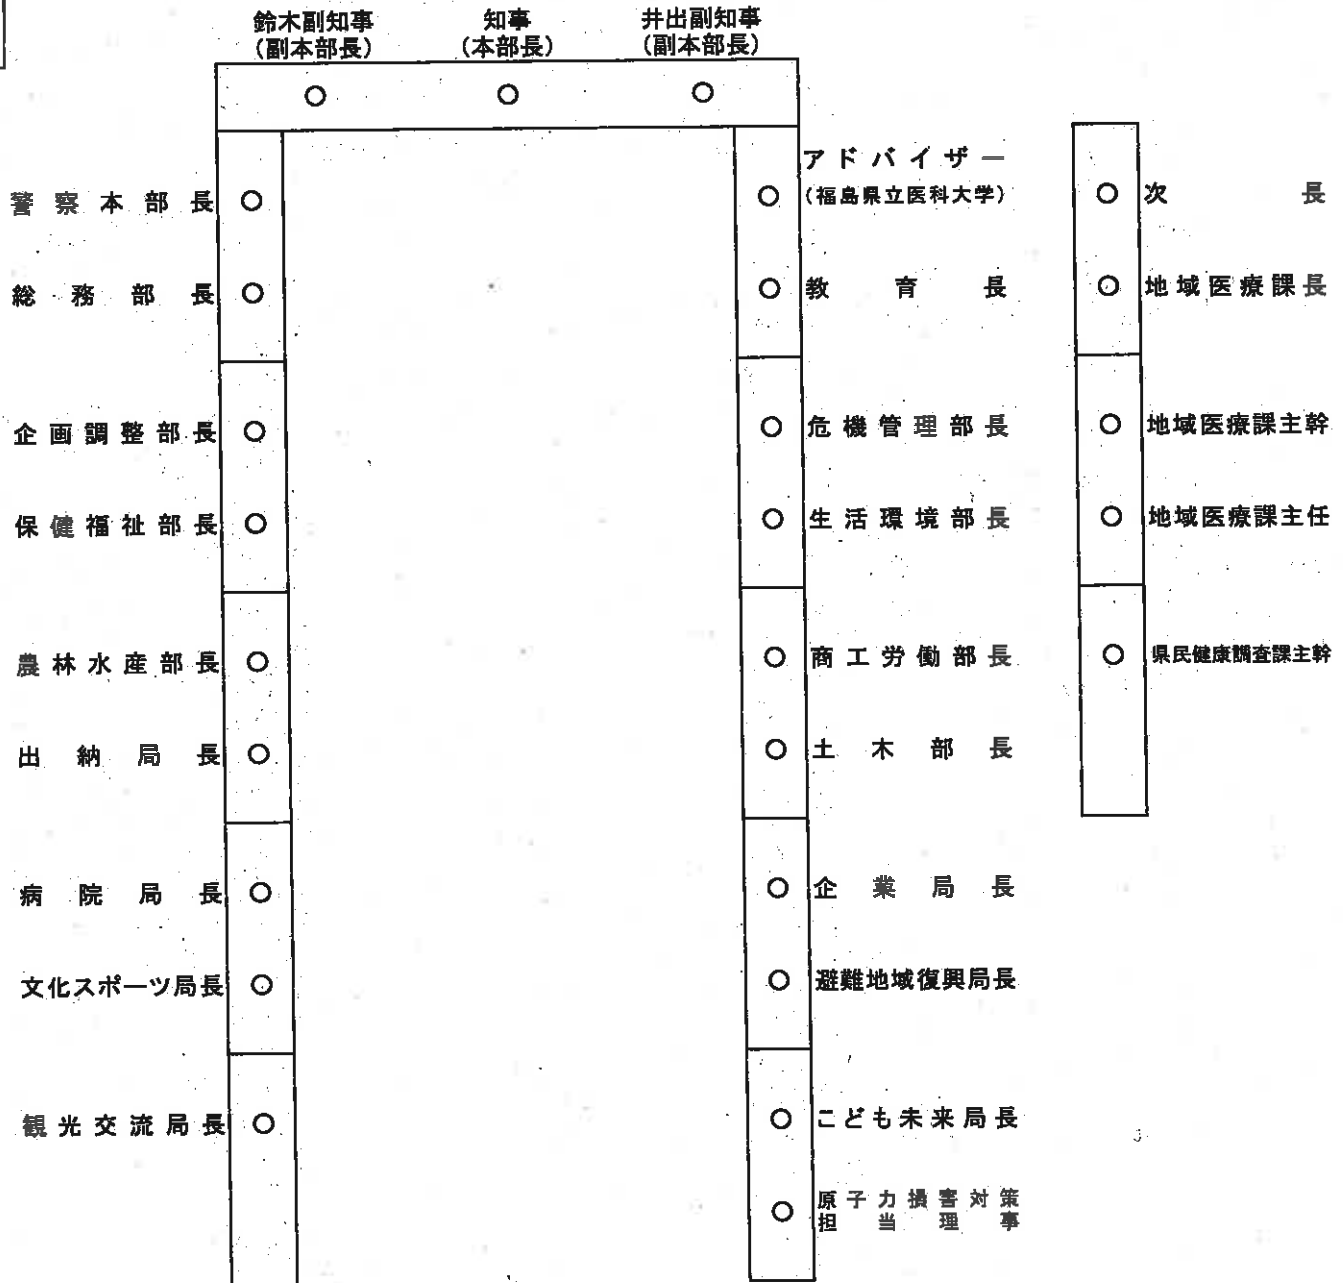 鈴木副知事
(副本部長)
知事
(本部長)
井出副知事
(副本部長)
警察本部長
総務部長
企画調整部長
保健福祉部長
農林水産部長
出納局長
病院局長
文化スポーツ局長
観光交流局長
アドバイザー
(福島県立医科大学)
教育長
危機管理部長
生活環境部長
商工労働部長
土木部長
企業局長
避難地域復興局長
こども未来局長
原子力損害対策
担当理事
次長
地域医療課長
地域医療課主幹
地域医療課主任
県民健康調査課主幹